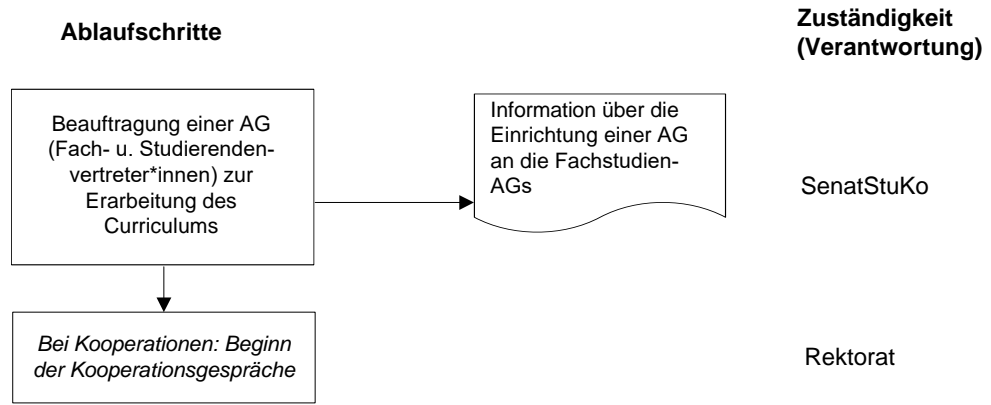 Ablaufschritte
Zuständigkeit
(Verantwortung)
Beauftragung einer AG
(Fach- u. Studierenden-
vertreter*innen) zur
Erarbeitung des
Curriculums
Information über die
Einrichtung einer AG
an die Fachstudien-
AGs
SenatStuKo
Bei Kooperationen: Beginn
der Kooperationsgespräche
Rektorat